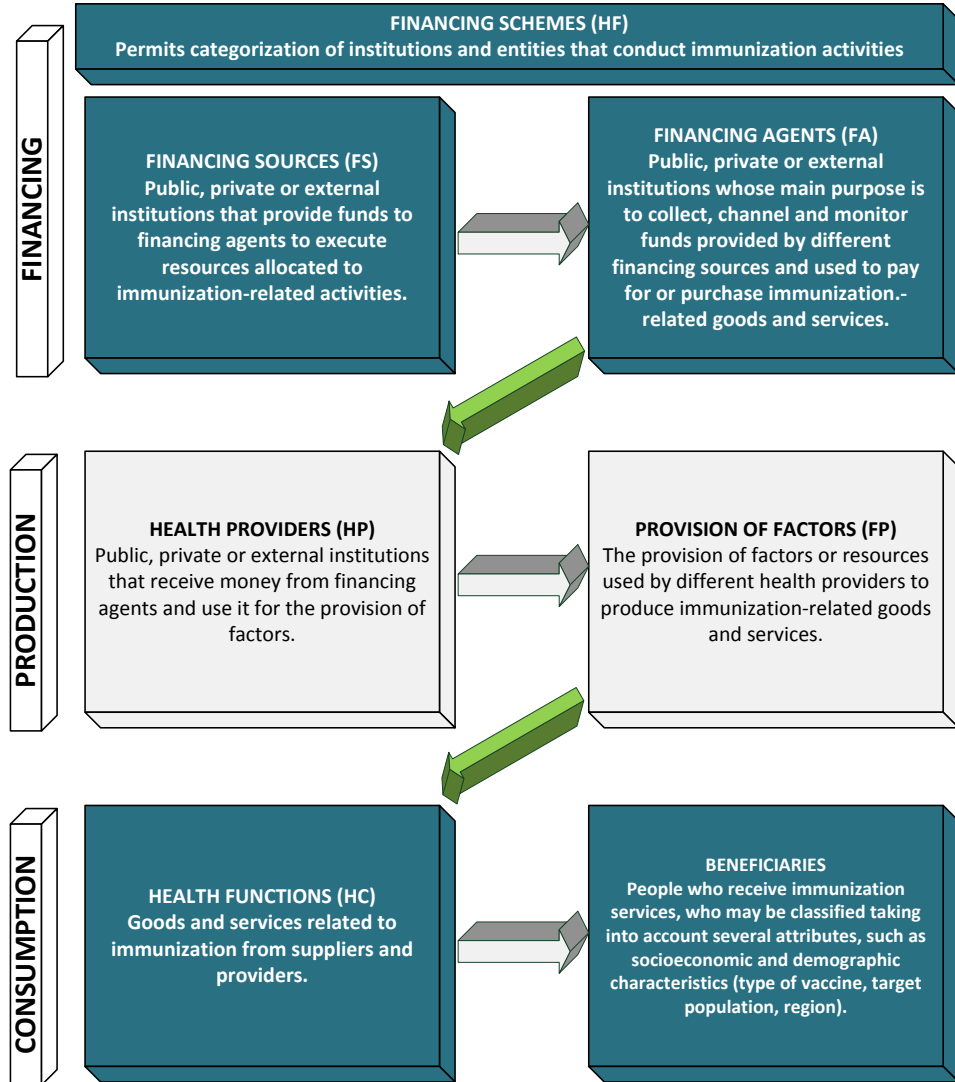 FINANCING SCHEMES (HF)
Permits categorization of institutions and entities that conduct immunization activities
FINANCING
FINANCING SOURCES (FS)
Public, private or external
institutions that provide funds to
financing agents to execute
resources allocated to
immunization-related activities.
FINANCING AGENTS (FA)
Public, private or external
institutions whose main purpose is
to collect, channel and monitor
funds provided by different
financing sources and used to pay
for or purchase immunization.-
related goods and services.
PRODUCTION
HEALTH PROVIDERS (HP)
Public, private or external institutions
that receive money from financing
agents and use it for the provision of
factors.
PROVISION OF FACTORS (FP)
The provision of factors or resources
used by different health providers to
produce immunization-related goods
and services.
CONSUMPTION
HEALTH FUNCTIONS (HC)
Goods and services related to
immunization from suppliers and
providers.
BENEFICIARIES
People who receive immunization
services, who may be classified taking
into account several attributes, such as
socioeconomic and demographic
characteristics (type of vaccine, target
population, region).